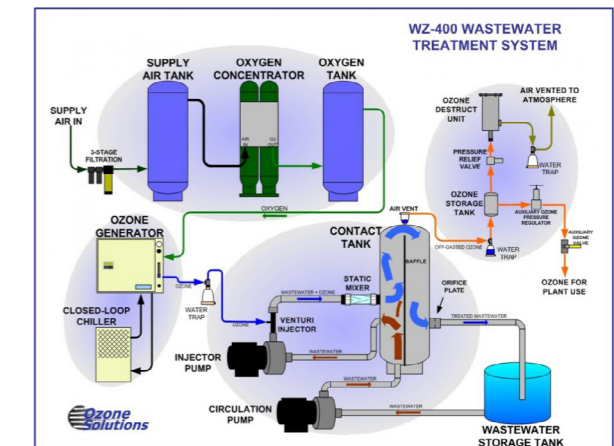 WZ-400 WASTEWATER
TREATMENT SYSTEM
SUPPLY
AIR TANK
OXYGEN
CONCENTRATOR
OXYGEN
TANK
SUPPLY
AIR IN
3-STAGE
FILTRATION
AIR
IN
O2
OUT
OZONE
DESTRUCT
UNIT
AIR VENTED TO
ATMOSPHERE
PRESSURE
RELIEF
VALVE
WATER
TRAP
OZONE
STORAGE
TANK
AUXILIARY OZONE
PRESSURE
REGULATOR
AUXILIARY
OZONE
VALVE
OXYGEN
AIR VENT
OFF-GASSED OZONE
WATER
TRAP
OZONE FOR
PLANT USE
OZONE
GENERATOR
CONTACT
TANK
BAFFLE
STATIC
MIXER
ORIFICE
PLATE
OZONE
WATER
TRAP
WASTEWATER + OZONE
OZONE
VENTURI
INJECTOR
TREATED WASTEWATER
CLOSED-LOOP
CHILLER
INJECTOR
PUMP
WASTEWATER
WASTEWATER
CIRCULATION
PUMP
WASTEWATER
WASTEWATER
STORAGE TANK
Ozone
Solutions